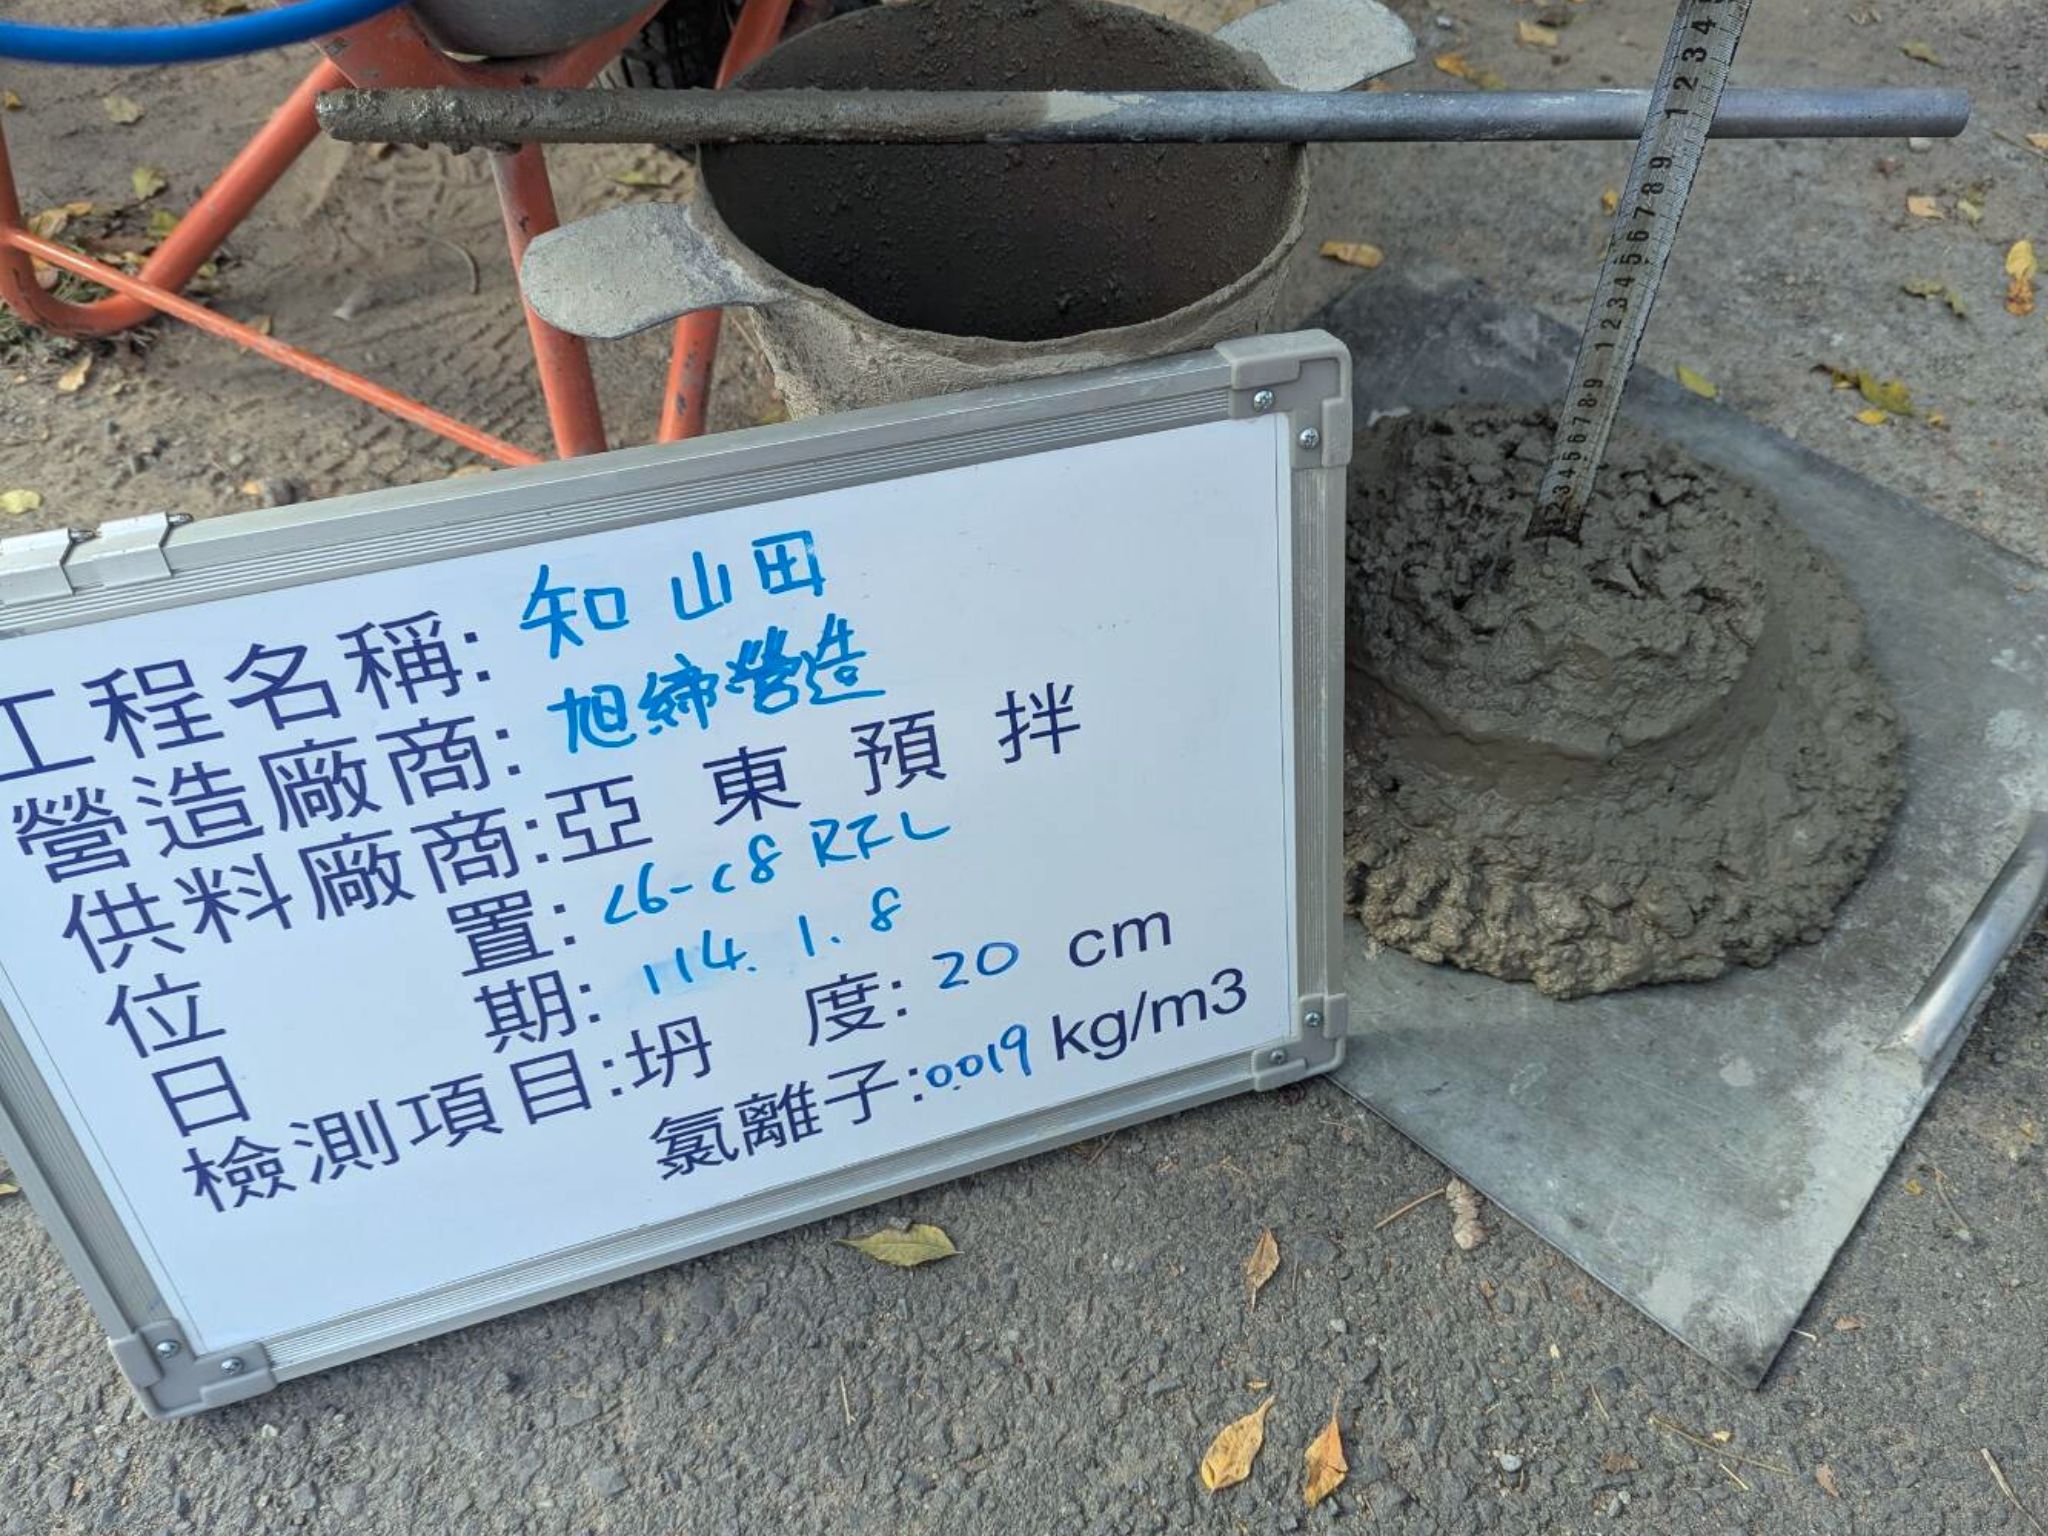 工程名稱: 知山田
營造廠商: 旭締營造
供料廠商:亞東預拌
位置: C6-C8 RFL
日期: 114. 1. 8
檢測項目:坍度: 20 cm
氯離子:0.019 kg/m3